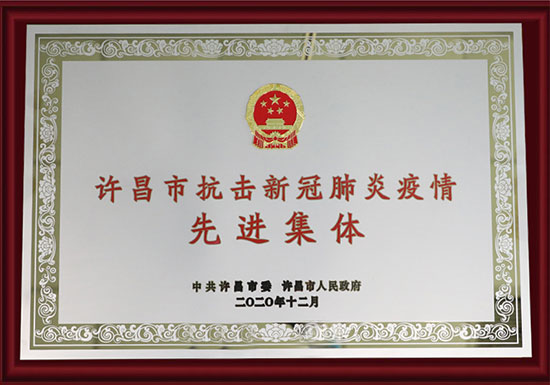 许昌市抗击新冠肺炎疫情
先进集体
中共许昌市委 许昌市人民政府
二〇二〇年十二月